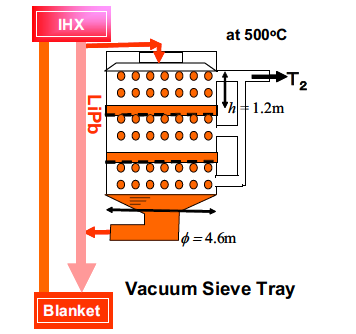 IHX
at 500°C
T2
LiPb
h = 1.2m
ϕ = 4.6m
Vacuum Sieve Tray
Blanket